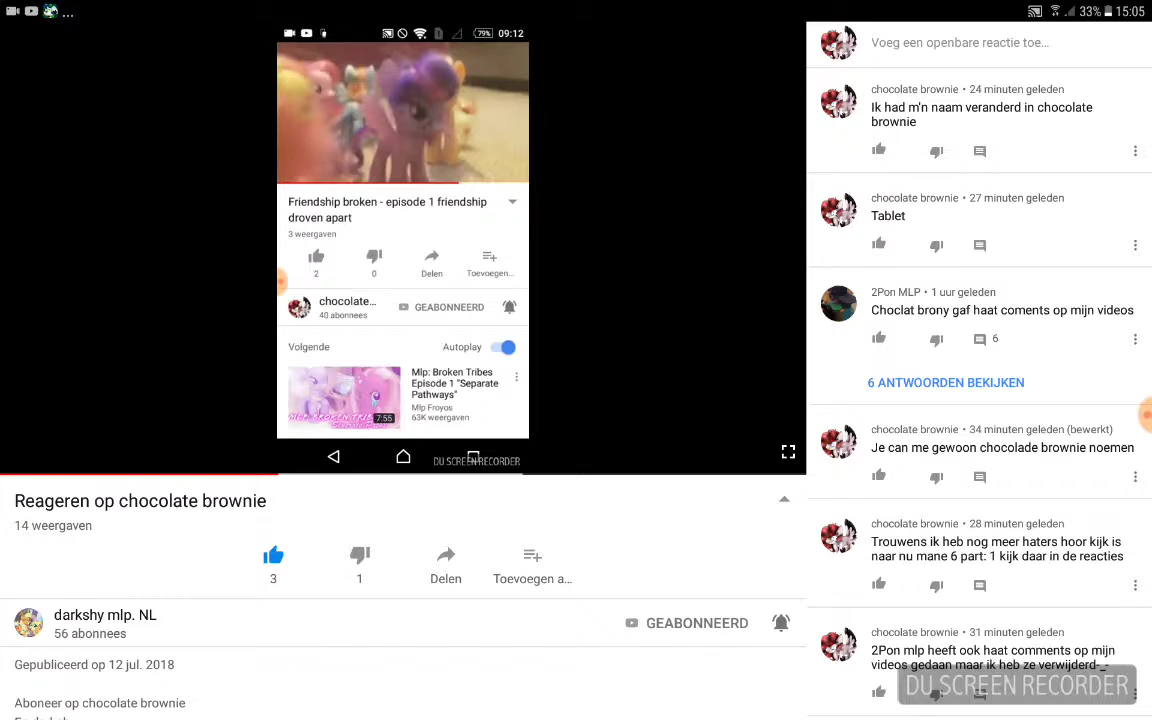 ...
33% 15:05
79% 09:12
Friendship broken - episode 1 friendship
droven apart
3 weergaven
2
0
Delen
Toevoegen...
chocolate...
40 abonnees
GEABONNEERD
Volgende
Autoplay
Mlp: Broken Tribes
Episode 1 "Separate
Pathways"
Mlp Froyos
63K weergaven
7:55
DU SCREEN RECORDER
Reageren op chocolate brownie
14 weergaven
3
1
Delen
Toevoegen a...
darkshy mlp. NL
56 abonnees
GEABONNEERD
Gepubliceerd op 12 jul. 2018
Aboneer op chocolate brownie
Voeg een openbare reactie toe...
chocolate brownie • 24 minuten geleden
Ik had m'n naam veranderd in chocolate
brownie
chocolate brownie • 27 minuten geleden
Tablet
2Pon MLP • 1 uur geleden
Choclat brony gaf haat coments op mijn videos
6
6 ANTWOORDEN BEKIJKEN
chocolate brownie • 34 minuten geleden (bewerkt)
Je can me gewoon chocolade brownie noemen
chocolate brownie • 28 minuten geleden
Trouwens ik heb nog meer haters hoor kijk is
naar nu mane 6 part: 1 kijk daar in de reacties
chocolate brownie • 31 minuten geleden
2Pon mlp heeft ook haat comments op mijn
videos gedaan maar ik heb ze verwijderd-_-
DU SCREEN RECORDER